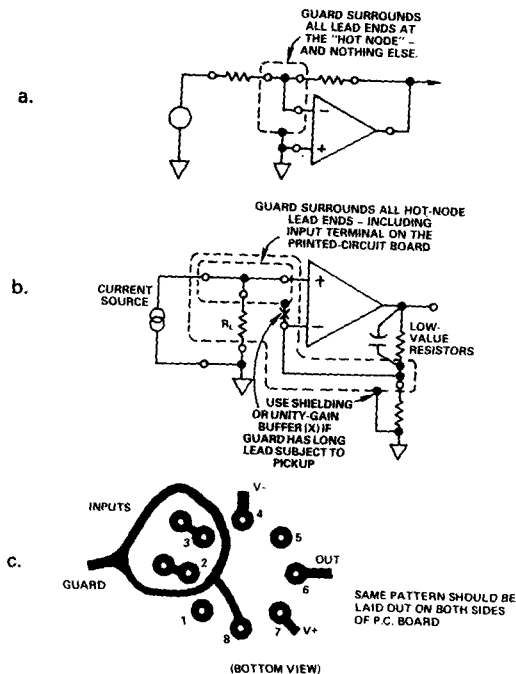 GUARD SURROUNDS
ALL LEAD ENDS AT
THE "HOT NODE" –
AND NOTHING ELSE.
a.
–
+
GUARD SURROUNDS ALL HOT-NODE
LEAD ENDS – INCLUDING
INPUT TERMINAL ON THE
PRINTED-CIRCUIT BOARD
b.
CURRENT
SOURCE
RL
+
–
LOW-
VALUE
RESISTORS
USE SHIELDING
OR UNITY-GAIN
BUFFER (X) IF
GUARD HAS LONG
LEAD SUBJECT TO
PICKUP
c.
INPUTS
GUARD
V-
4
3
5
2
OUT
6
1
8
7
V+
SAME PATTERN SHOULD BE
LAID OUT ON BOTH SIDES
OF P.C. BOARD
(BOTTOM VIEW)